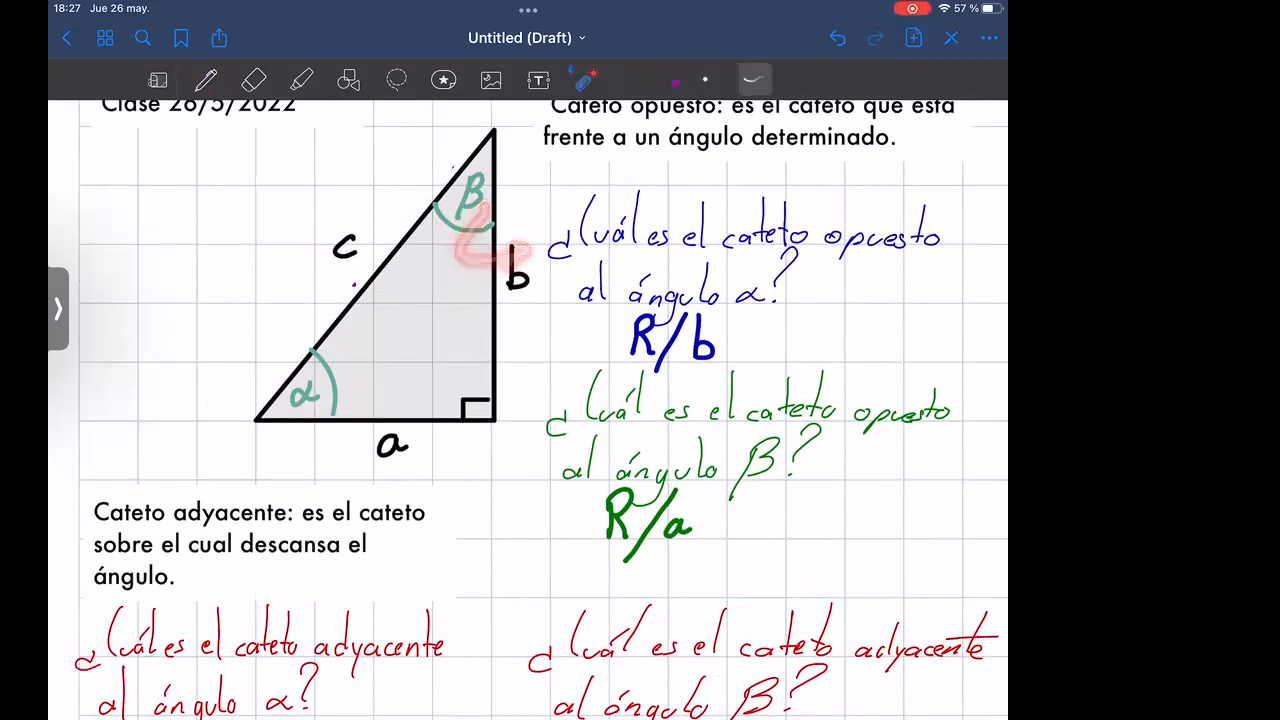 18:27 Jue 26 may.
57 %
Untitled (Draft)
T
Clase 26/5/2022
β
c
b
α
a
Cateto opuesto: es el cateto que está
frente a un ángulo determinado.
¿Cuál es el cateto opuesto
al ángulo α?
R/b
¿Cuál es el cateto opuesto
al ángulo β?
R/a
Cateto adyacente: es el cateto
sobre el cual descansa el
ángulo.
¿Cuál es el cateto adyacente
al ángulo α?
¿Cuál es el cateto adyacente
al ángulo β?